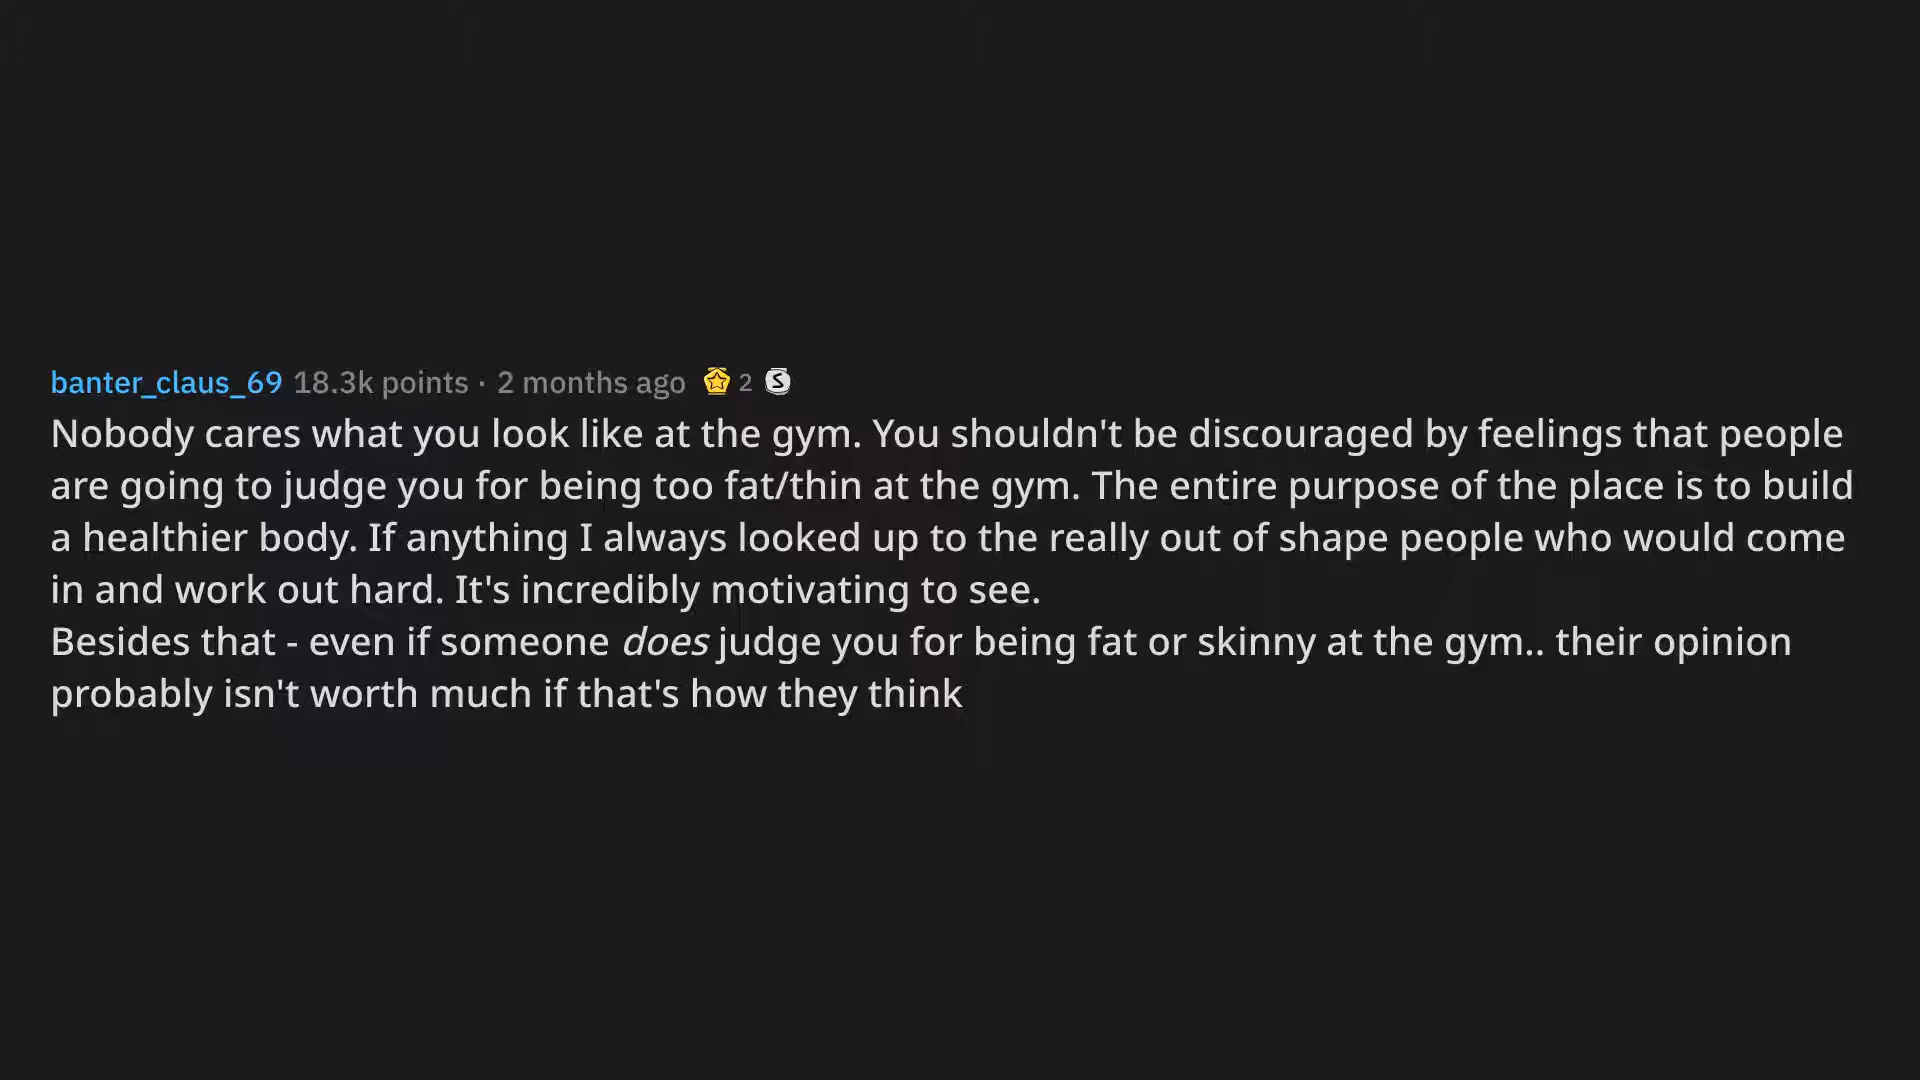 banter_claus_69 18.3k points · 2 months ago 2 S
Nobody cares what you look like at the gym. You shouldn't be discouraged by feelings that people
are going to judge you for being too fat/thin at the gym. The entire purpose of the place is to build
a healthier body. If anything I always looked up to the really out of shape people who would come
in and work out hard. It's incredibly motivating to see.
Besides that - even if someone does judge you for being fat or skinny at the gym.. their opinion
probably isn't worth much if that's how they think